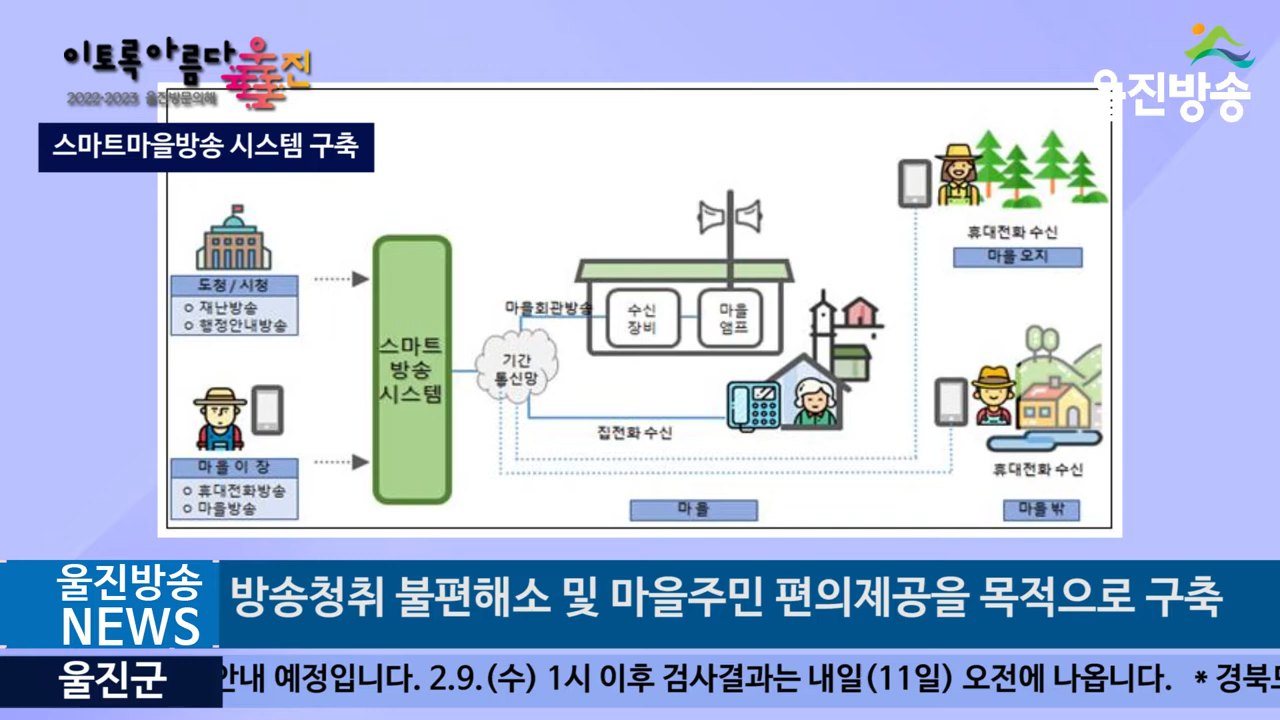 이토록 아름다울진
2022·2023 울진방문의해
울진방송
스마트마을방송 시스템 구축
도청 / 시청
○ 재난방송
○ 행정안내방송
마을 이 장
○ 휴대전화방송
○ 마을방송
스마트
방송
시스템
기간
통신망
마을회관방송
수신
장비
마을
앰프
집전화 수신
마 을
휴대전화 수신
마을 오지
휴대전화 수신
마을 밖
울진방송
NEWS
방송청취 불편해소 및 마을주민 편의제공을 목적으로 구축
울진군
안내 예정입니다. 2.9.(수) 1시 이후 검사결과는 내일(11일) 오전에 나옵니다. * 경북도